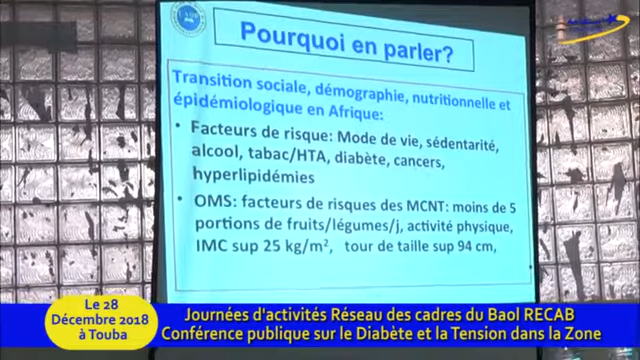 Pourquoi en parler?
Transition sociale, démographie, nutritionnelle et
épidémiologique en Afrique:
• Facteurs de risque: Mode de vie, sédentarité,
alcool, tabac/HTA, diabète, cancers,
hyperlipidémies
• OMS: facteurs de risques des MCNT: moins de 5
portions de fruits/légumes/j, activité physique,
IMC sup 25 kg/m², tour de taille sup 94 cm,
Le 28
Décembre 2018
à Touba
Journées d'activités Réseau des cadres du Baol RECAB
Conférence publique sur le Diabète et la Tension dans la Zone